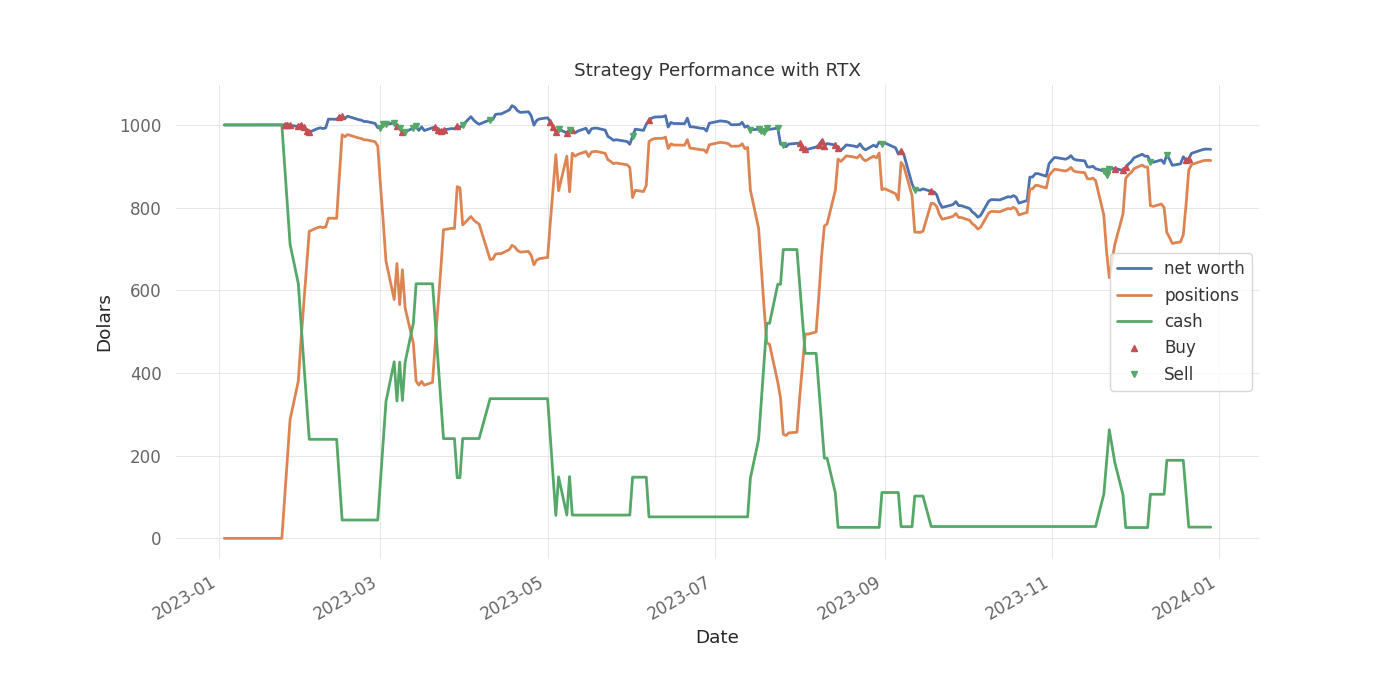 Strategy Performance with RTX
1000
800
600
400
200
0
Dolars
net worth
positions
cash
Buy
Sell
2023-01
2023-03
2023-05
2023-07
2023-09
2023-11
2024-01
Date